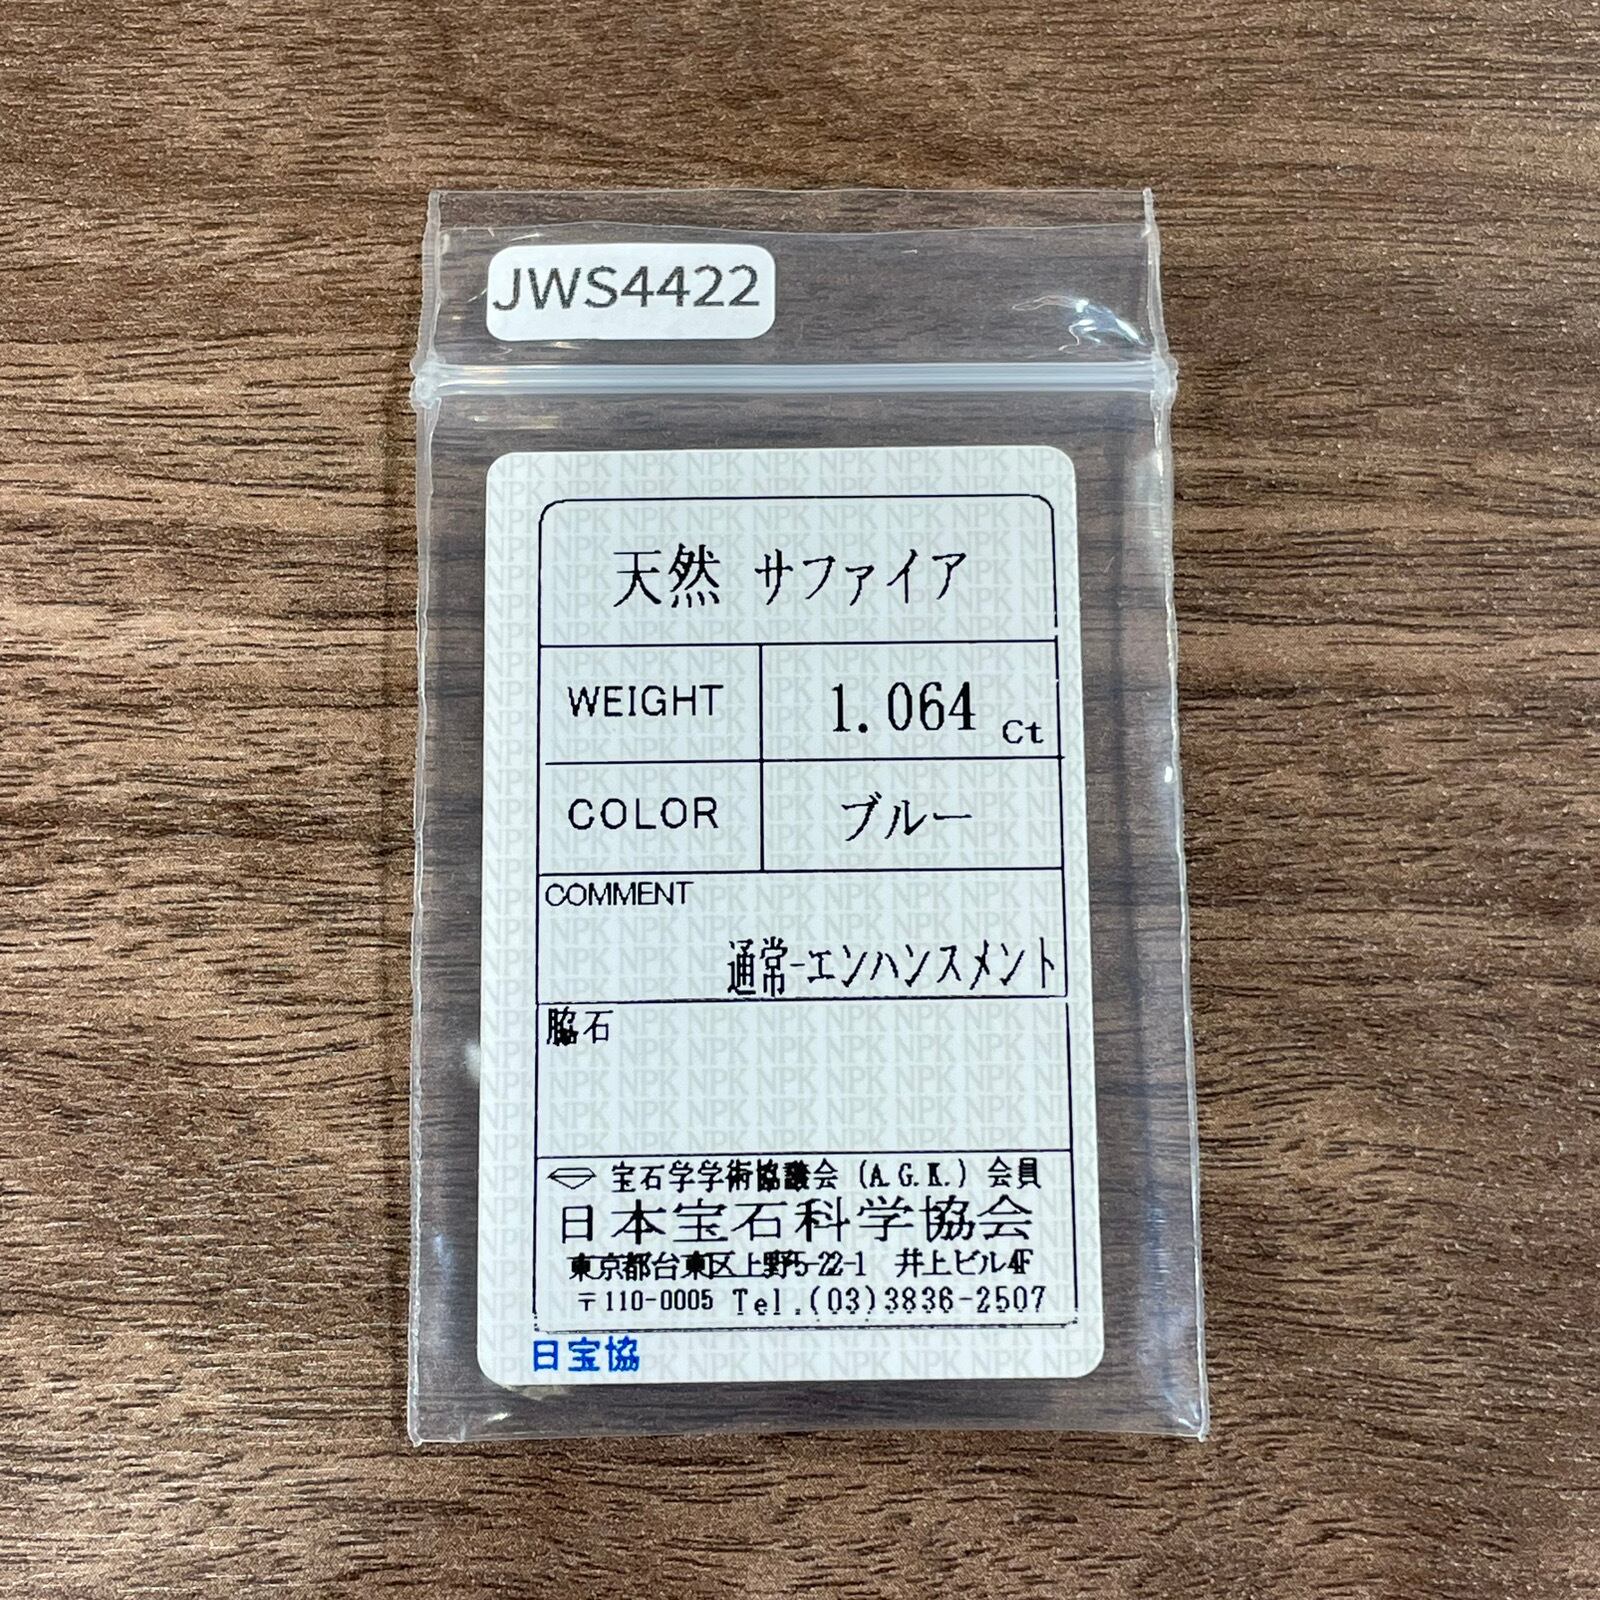 JWS4422
天然 サファイア
WEIGHT 1.064 Ct
COLOR ブルー
COMMENT
通常-エンハンスメント
脇石
宝石学学術協議会 (A.G.K.) 会員
日本宝石科学協会
東京都台東区上野5-22-1 井上ビル4F
〒110-0005 Tel.(03)3836-2507
日宝協